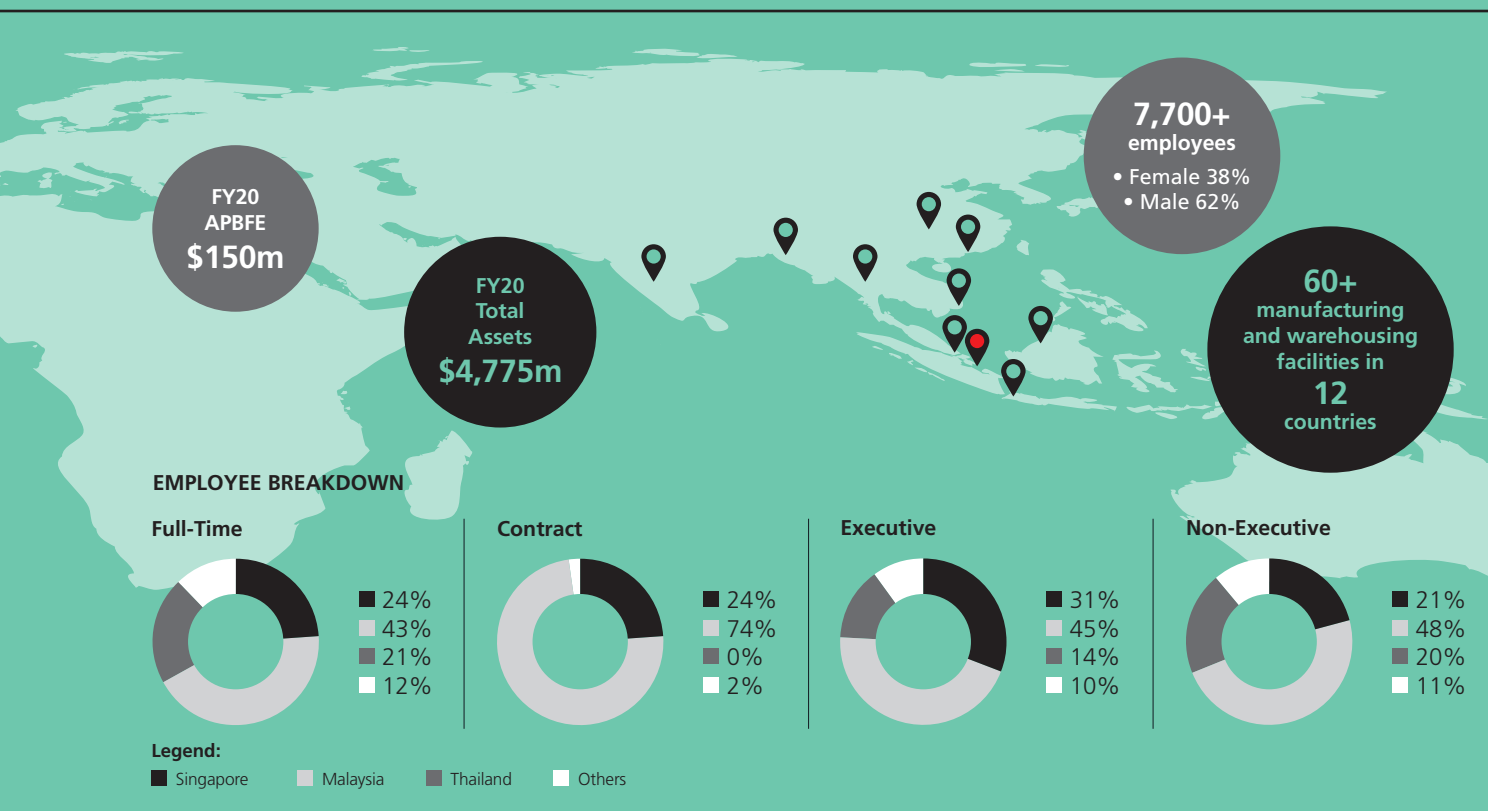 FY20
APBFE
$150m
FY20
Total
Assets
$4,775m
7,700+
employees
• Female 38%
• Male 62%
60+
manufacturing
and warehousing
facilities in
12
countries
EMPLOYEE BREAKDOWN
Full-Time
24%
43%
21%
12%
Contract
24%
74%
0%
2%
Executive
31%
45%
14%
10%
Non-Executive
21%
48%
20%
11%
Legend:
Singapore
Malaysia
Thailand
Others